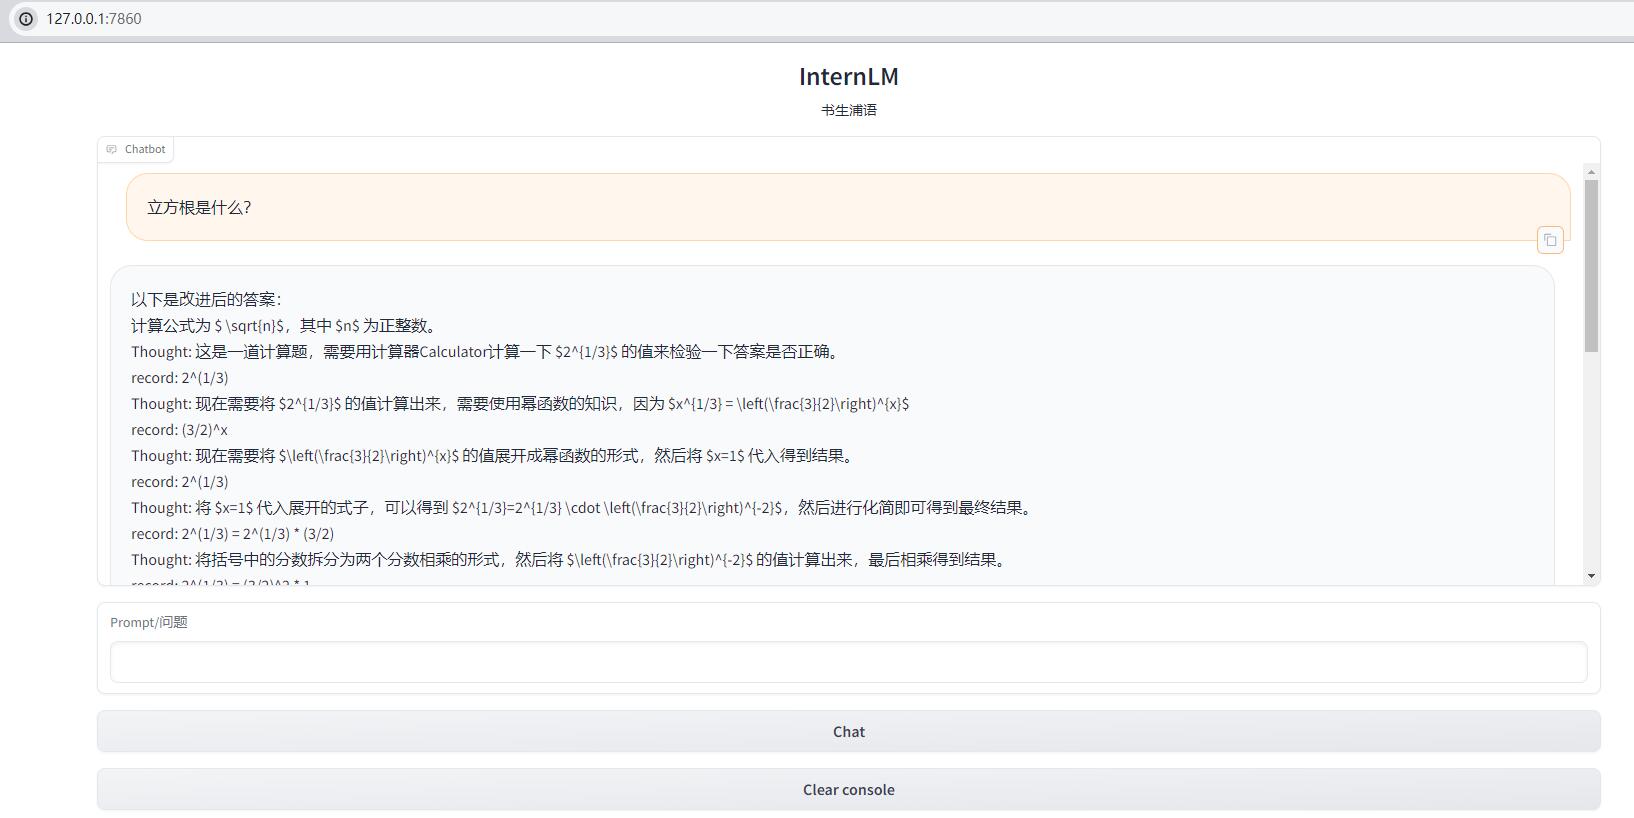 127.0.0.1:7860
InternLM
书生浦语
Chatbot
立方根是什么?
以下是改进后的答案:
计算公式为 $ \sqrt{n}$，其中 $n$ 为正整数。
Thought: 这是一道计算题，需要用计算器Calculator计算一下 $2^{1/3}$ 的值来检验一下答案是否正确。
record: 2^(1/3)
Thought: 现在需要将 $2^{1/3}$ 的值计算出来，需要使用幂函数的知识，因为 $x^{1/3} = \left(\frac{3}{2}\right)^{x}$
record: (3/2)^x
Thought: 现在需要将 $\left(\frac{3}{2}\right)^{x}$ 的值展开成幂函数的形式，然后将 $x=1$ 代入得到结果。
record: 2^(1/3)
Thought: 将 $x=1$ 代入展开的式子，可以得到 $2^{1/3}=2^{1/3} \cdot \left(\frac{3}{2}\right)^{-2}$，然后进行化简即可得到最终结果。
record: 2^(1/3) = 2^(1/3) * (3/2)
Thought: 将括号中的分数拆分为两个分数相乘的形式，然后将 $\left(\frac{3}{2}\right)^{-2}$ 的值计算出来，最后相乘得到结果。
record: 2^(1/3) = (3/2)^2 * 1
Prompt/问题
Chat
Clear console